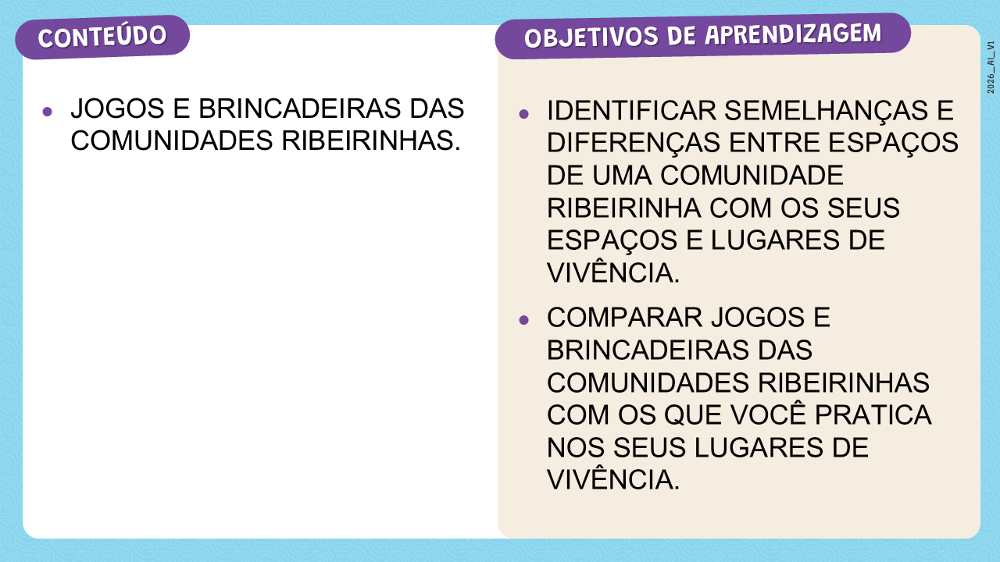 CONTEÚDO
● JOGOS E BRINCADEIRAS DAS
COMUNIDADES RIBEIRINHAS.
OBJETIVOS DE APRENDIZAGEM
● IDENTIFICAR SEMELHANÇAS E
DIFERENÇAS ENTRE ESPAÇOS
DE UMA COMUNIDADE
RIBEIRINHA COM OS SEUS
ESPAÇOS E LUGARES DE
VIVÊNCIA.
● COMPARAR JOGOS E
BRINCADEIRAS DAS
COMUNIDADES RIBEIRINHAS
COM OS QUE VOCÊ PRATICA
NOS SEUS LUGARES DE
VIVÊNCIA.
2026_AI_V1